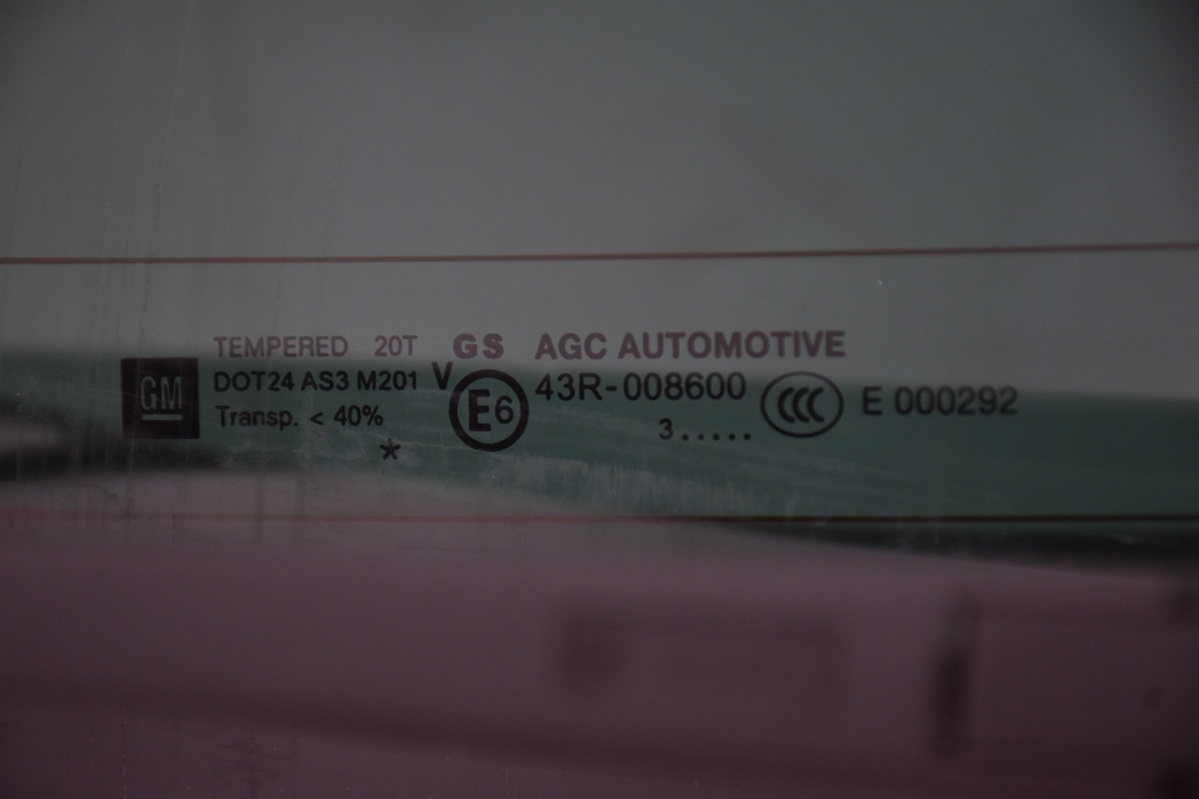 TEMPERED 20T GS AGC AUTOMOTIVE
GM DOT24 AS3 M201 V E6 43R-008600 CCC E 000292
Transp. < 40% 3.....
*